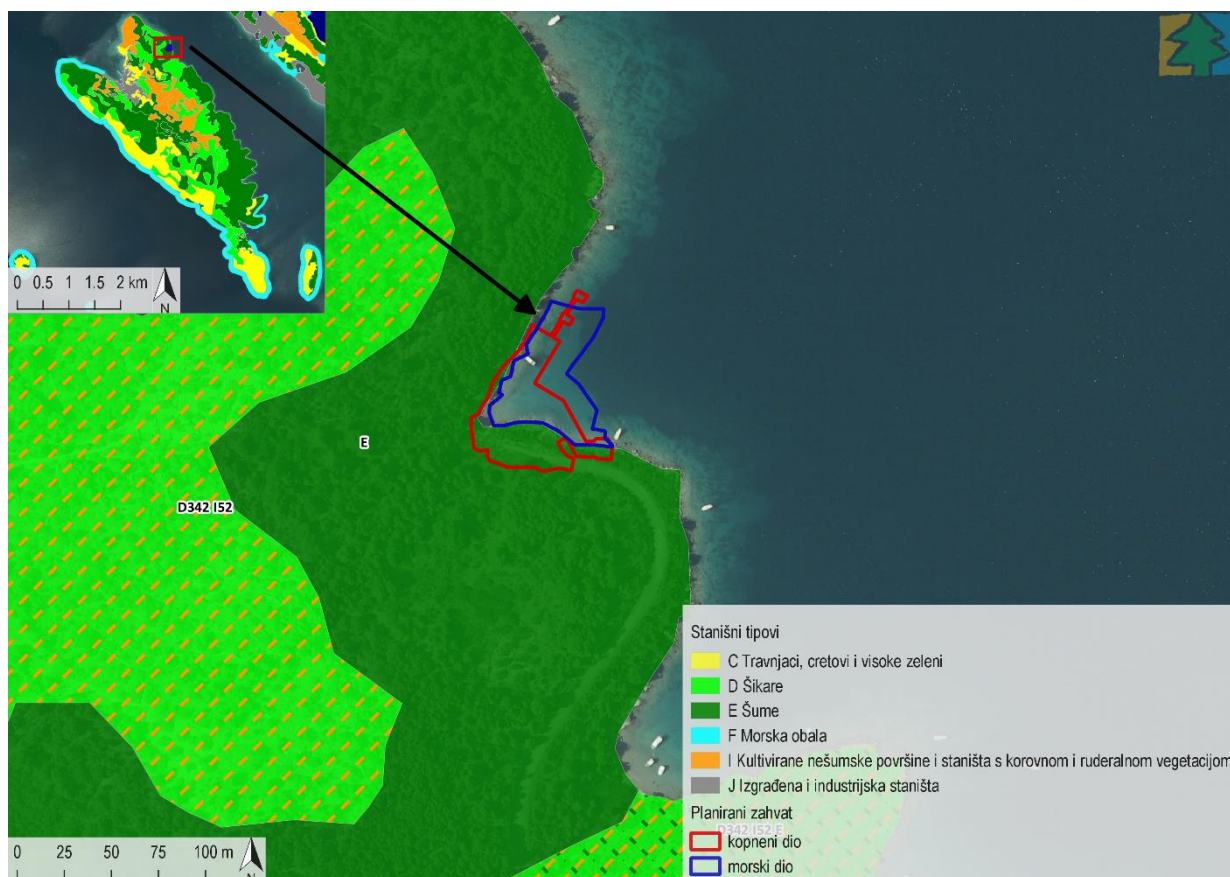 0 0.5 1 1.5 2 km
N
E
D342 I52
Stanišni tipovi
C Travnjaci, cretovi i visoke zeleni
D Šikare
E Šume
F Morska obala
I Kultivirane nešumske površine i staništa s korovnom i ruderalnom vegetacijom
J Izgrađena i industrijska staništa
Planirani zahvat
D342 I52 E
kopneni dio
morski dio
0 25 50 75 100 m
N